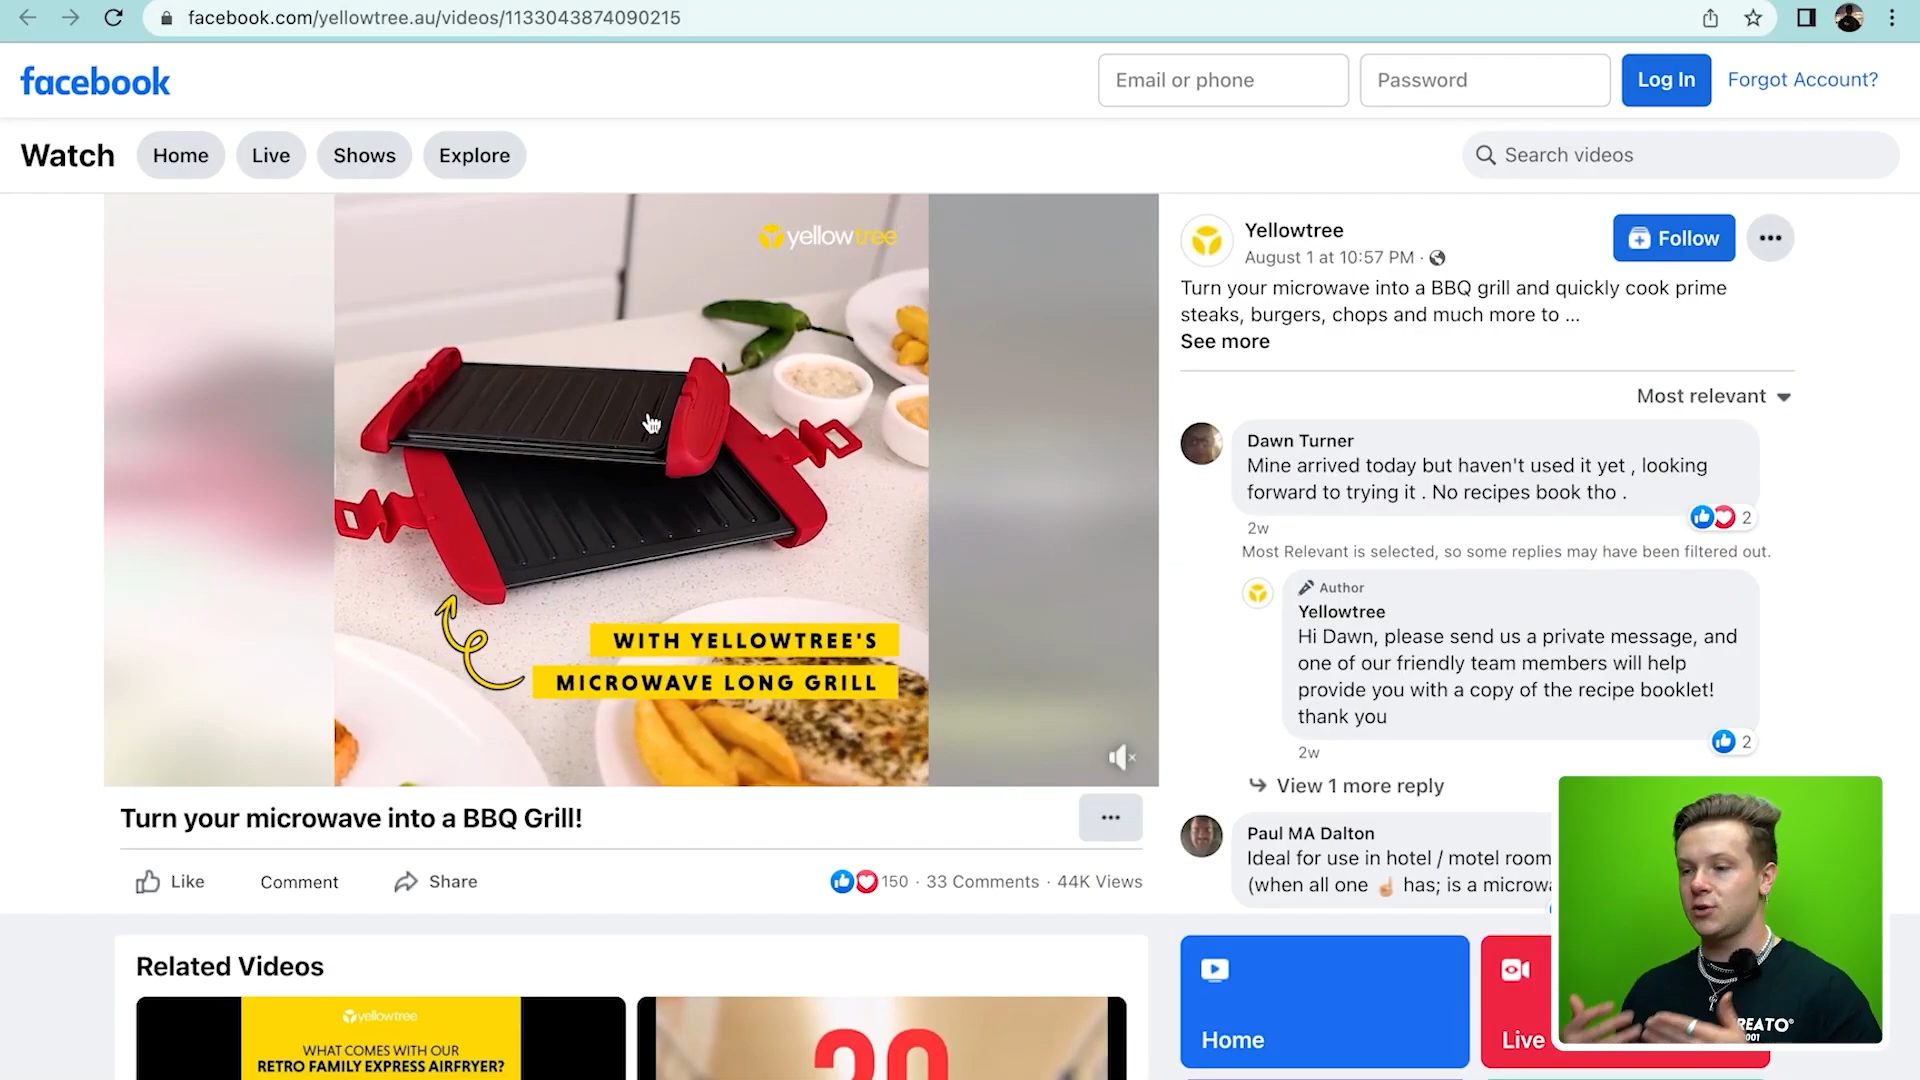 facebook.com/yellowtree.au/videos/1133043874090215
facebook
Email or phone
Password
Log In
Forgot Account?
Watch
Home
Live
Shows
Explore
Search videos
yellowtree
WITH YELLOWTREE'S
MICROWAVE LONG GRILL
Yellowtree
August 1 at 10:57 PM ·
Follow
Turn your microwave into a BBQ grill and quickly cook prime
steaks, burgers, chops and much more to ...
See more
Most relevant
Dawn Turner
Mine arrived today but haven't used it yet , looking
forward to trying it . No recipes book tho .
2
2w
Most Relevant is selected, so some replies may have been filtered out.
Author
Yellowtree
Hi Dawn, please send us a private message, and
one of our friendly team members will help
provide you with a copy of the recipe booklet!
thank you
2
2w
View 1 more reply
Paul MA Dalton
Ideal for use in hotel / motel room
(when all one ☝🏼 has; is a microwa
Turn your microwave into a BBQ Grill!
Like
Comment
Share
150 · 33 Comments · 44K Views
Related Videos
yellowtree
WHAT COMES WITH OUR
RETRO FAMILY EXPRESS AIRFRYER?
Home
Live
REATO®
001